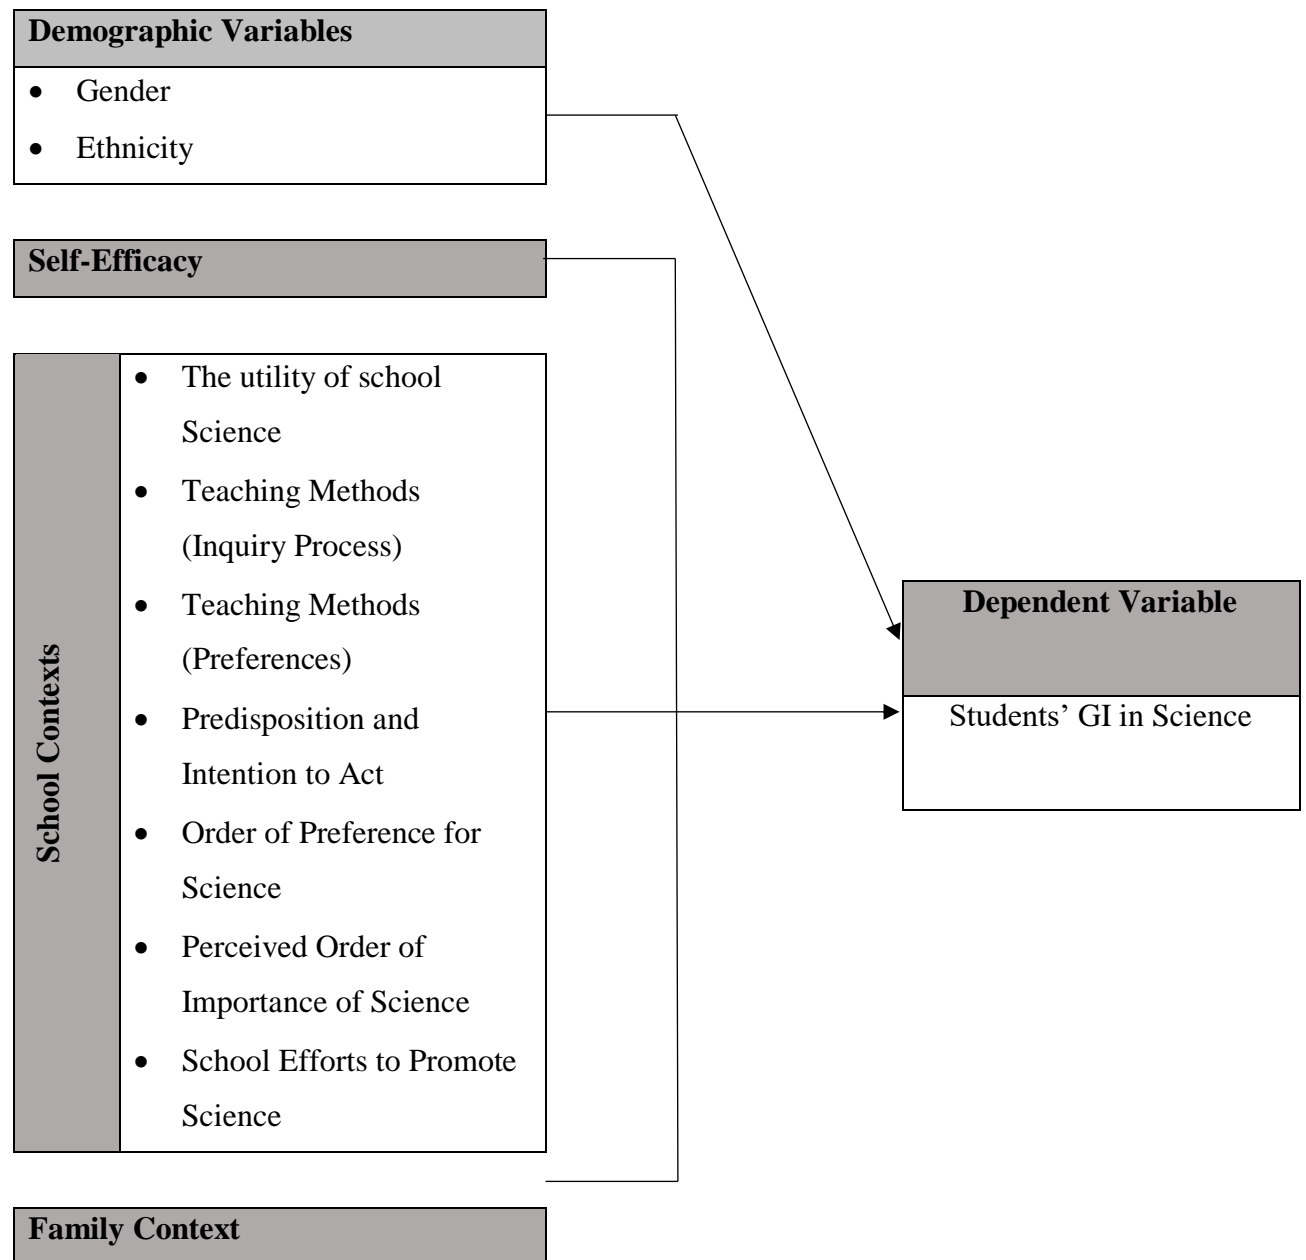 Demographic Variables
• Gender
• Ethnicity
Self-Efficacy
School Contexts
• The utility of school
Science
• Teaching Methods
(Inquiry Process)
• Teaching Methods
(Preferences)
• Predisposition and
Intention to Act
• Order of Preference for
Science
• Perceived Order of
Importance of Science
• School Efforts to Promote
Science
Family Context
Dependent Variable
Students’ GI in Science